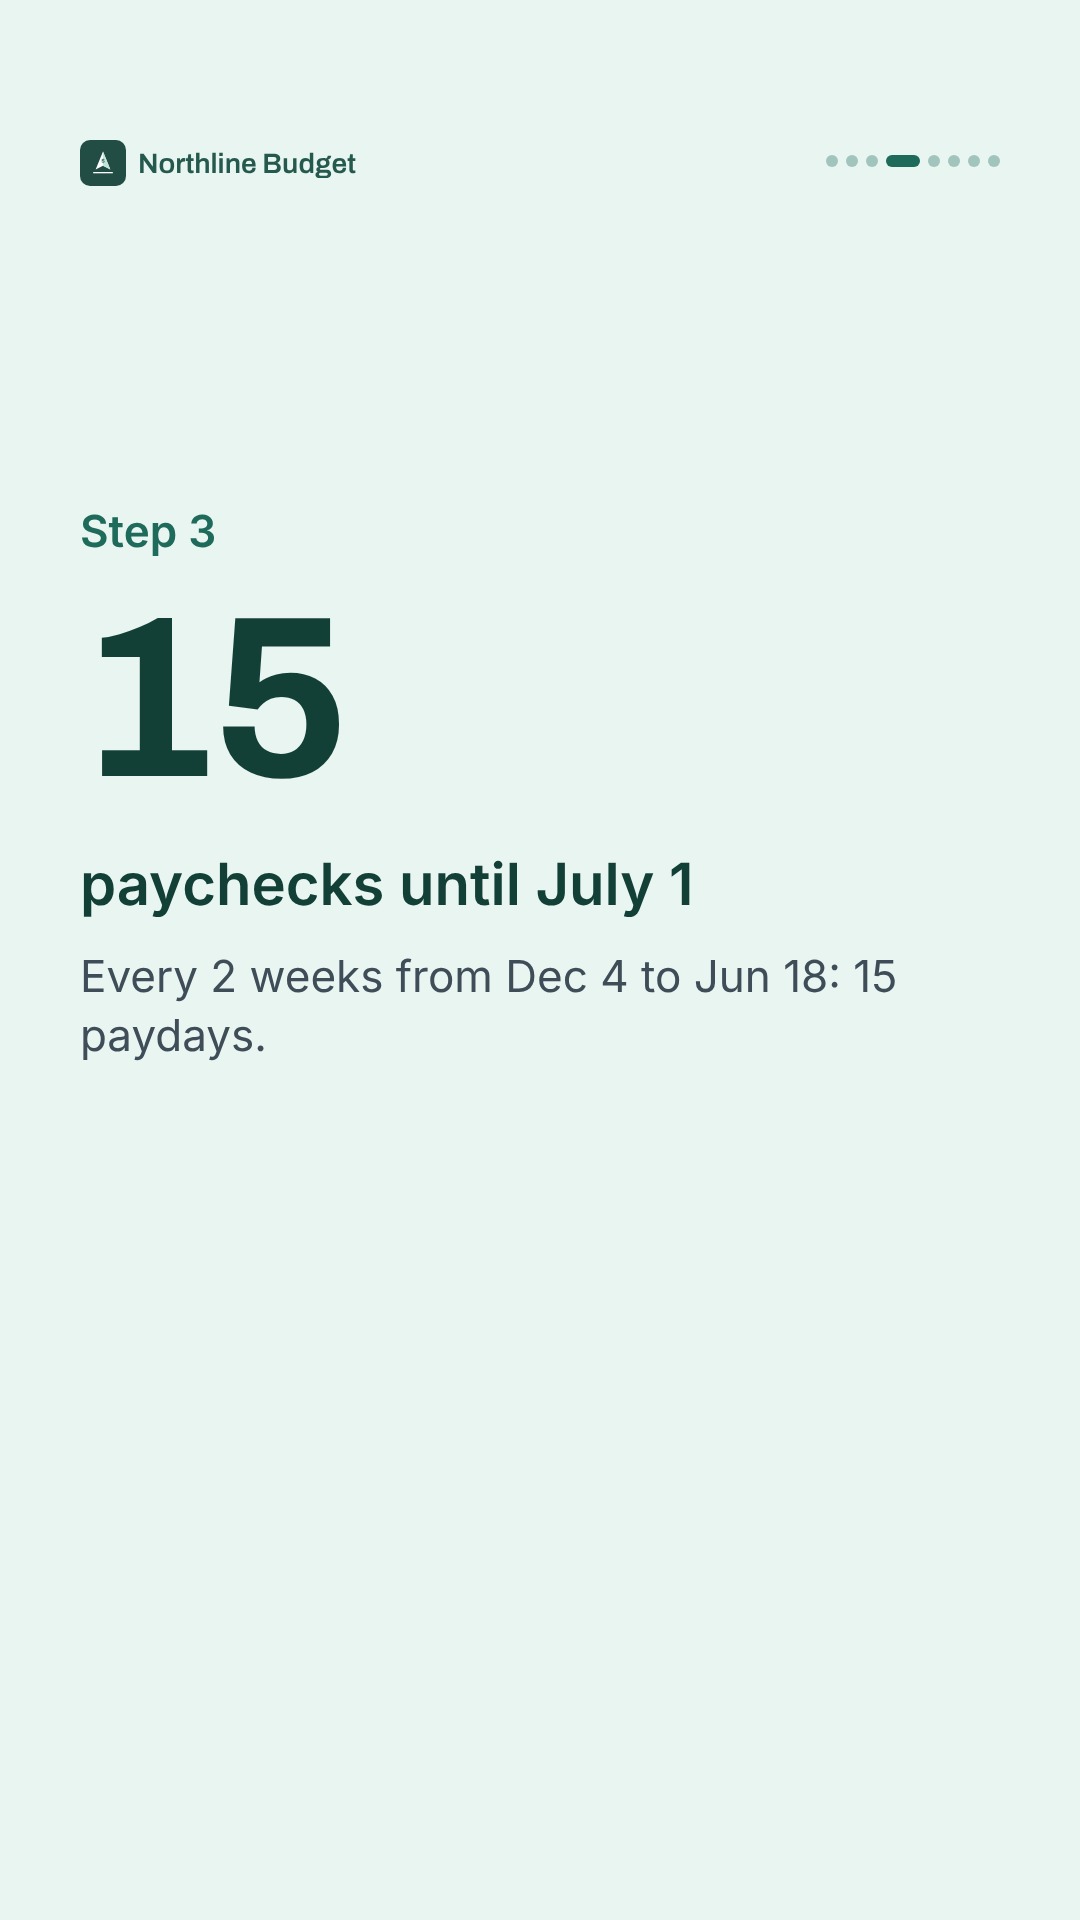 Northline Budget
Step 3
15
paychecks until July 1
Every 2 weeks from Dec 4 to Jun 18: 15
paydays.